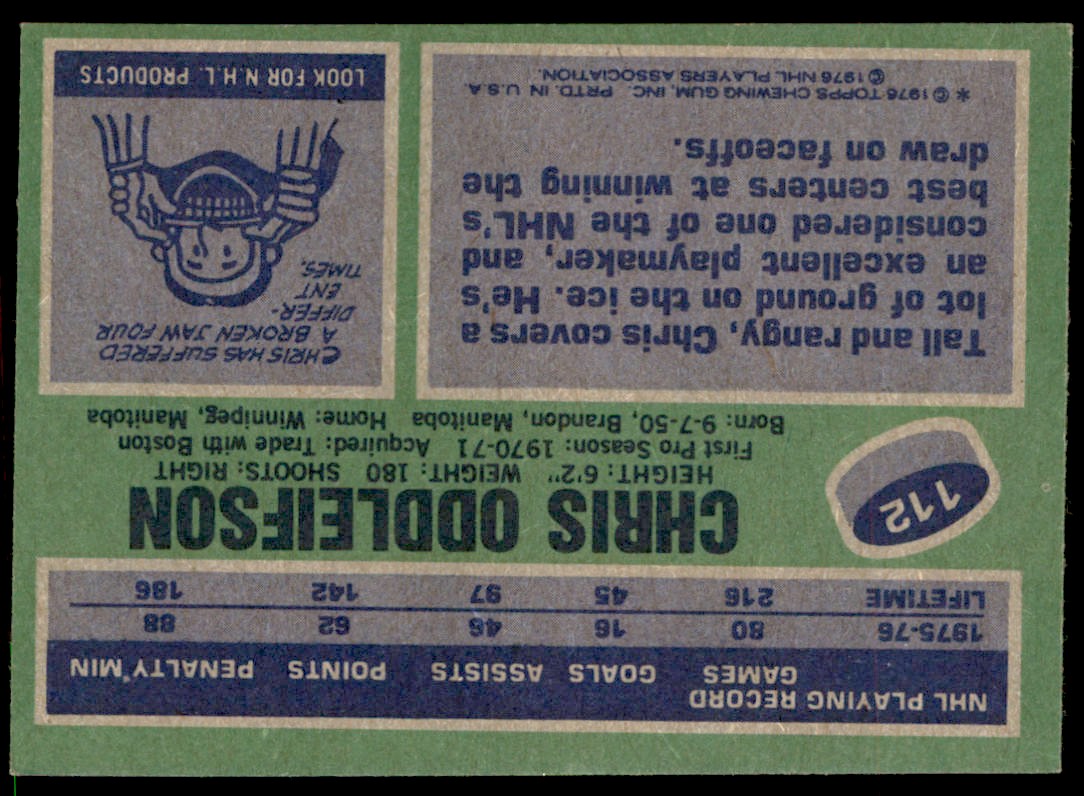 NHL PLAYING RECORD
GAMES GOALS ASSISTS POINTS PENALTY MIN
1975-76 80 16 46 62 88
LIFETIME 216 45 97 142 186
112
CHRIS ODDLEIFSON
HEIGHT: 6'2" WEIGHT: 180 SHOOTS: RIGHT
First Pro Season: 1970-71 Acquired: Trade with Boston
Born: 9-7-50, Brandon, Manitoba Home: Winnipeg, Manitoba
Tall and rangy, Chris covers a
lot of ground on the ice. He's
an excellent playmaker, and
considered one of the NHL's
best centers at winning the
draw on faceoffs.
* © 1976 TOPPS CHEWING GUM, INC. PRTD. IN U.S.A.
© 1976 NHL PLAYERS ASSOCIATION.
CHRIS HAS SUFFERED
A BROKEN JAW FOUR
DIFFER-
ENT
TIMES.
LOOK FOR N.H.L. PRODUCTS